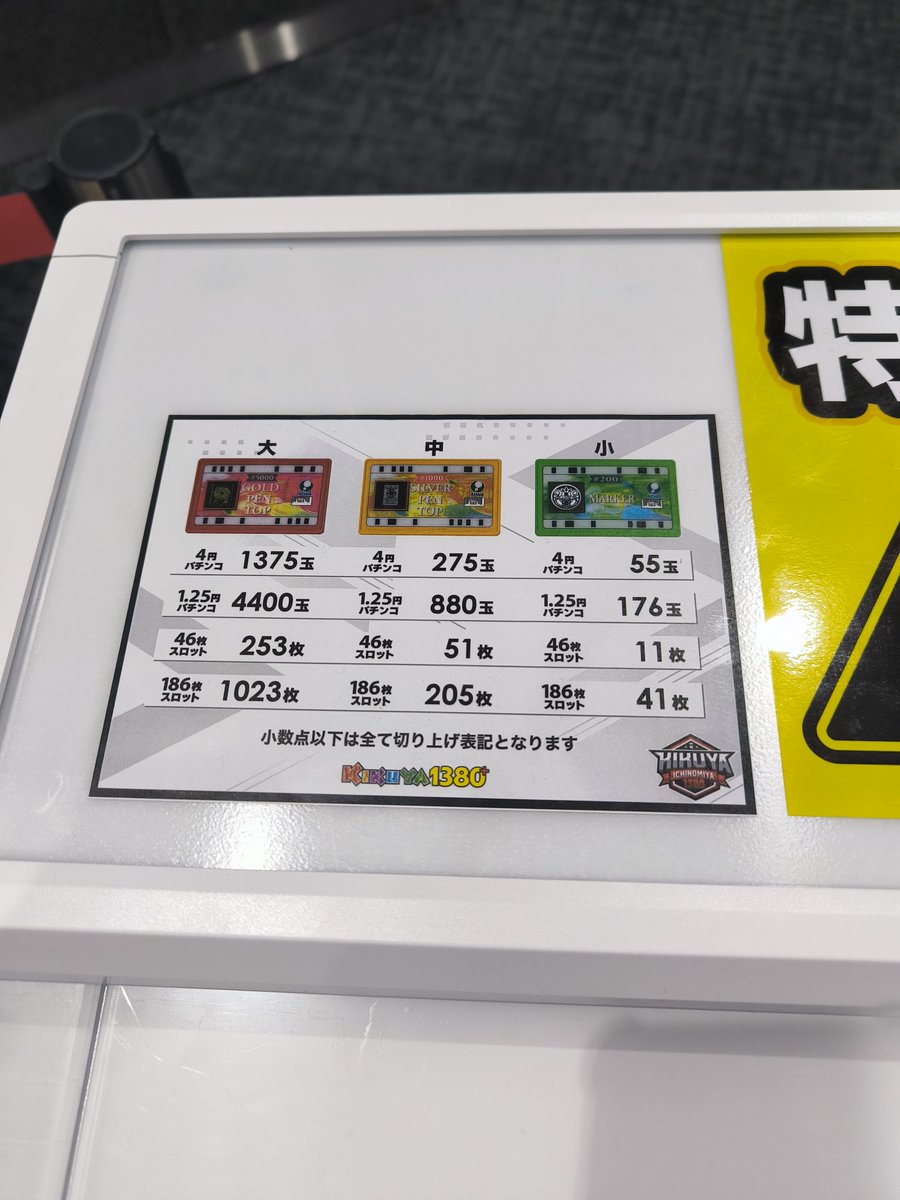 特
大 中 小
#5000 #1000 #200
GOLD PEN TOP SILVER PEN TOP MARKER
4円パチンコ 1375玉 4円パチンコ 275玉 4円パチンコ 55玉
1.25円パチンコ 4400玉 1.25円パチンコ 880玉 1.25円パチンコ 176玉
46枚スロット 253枚 46枚スロット 51枚 46枚スロット 11枚
186枚スロット 1023枚 186枚スロット 205枚 186枚スロット 41枚
小数点以下は全て切り上げ表記となります
KIKUYA1380+
KIKUYA
ICHINOMIYA
1380